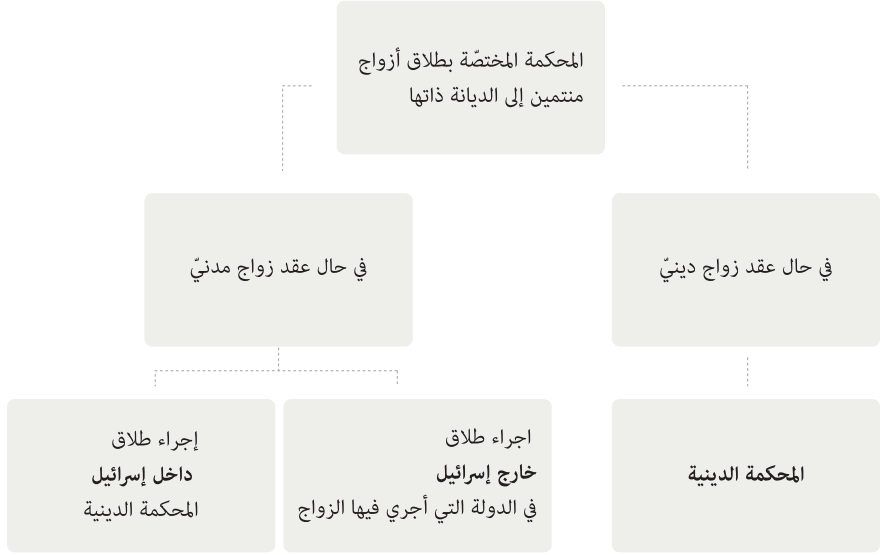 المحكمة المختصّة بطلاق أزواج
منتمين إلى الديانة ذاتها
في حال عقد زواج دينيّ
في حال عقد زواج مدنيّ
المحكمة الدينية
اجراء طلاق
خارج إسرائيل
في الدولة التي أجري فيها الزواج
إجراء طلاق
داخل إسرائيل
المحكمة الدينية